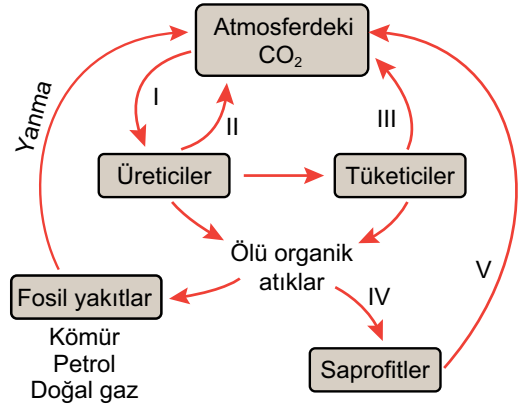 Atmosferdeki
CO₂
Yanma
I
II
III
Üreticiler
Tüketiciler
Ölü organik
atıklar
V
Fosil yakıtlar
IV
Kömür
Petrol
Doğal gaz
Saprofitler